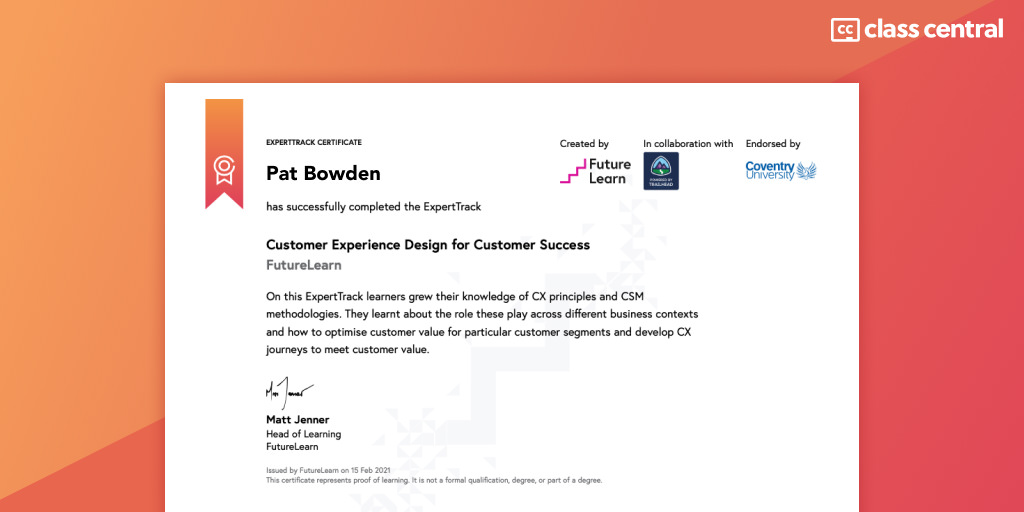 cc class central
EXPERTTRACK CERTIFICATE
Pat Bowden
has successfully completed the ExpertTrack
Created by
Future
Learn
In collaboration with
POWERED BY
TRAILHEAD
Endorsed by
Coventry
University
Customer Experience Design for Customer Success
FutureLearn
On this ExpertTrack learners grew their knowledge of CX principles and CSM
methodologies. They learnt about the role these play across different business contexts
and how to optimise customer value for particular customer segments and develop CX
journeys to meet customer value.
Matt Jenner
Matt Jenner
Head of Learning
FutureLearn
Issued by FutureLearn on 15 Feb 2021
This certificate represents proof of learning. It is not a formal qualification, degree, or part of a degree.